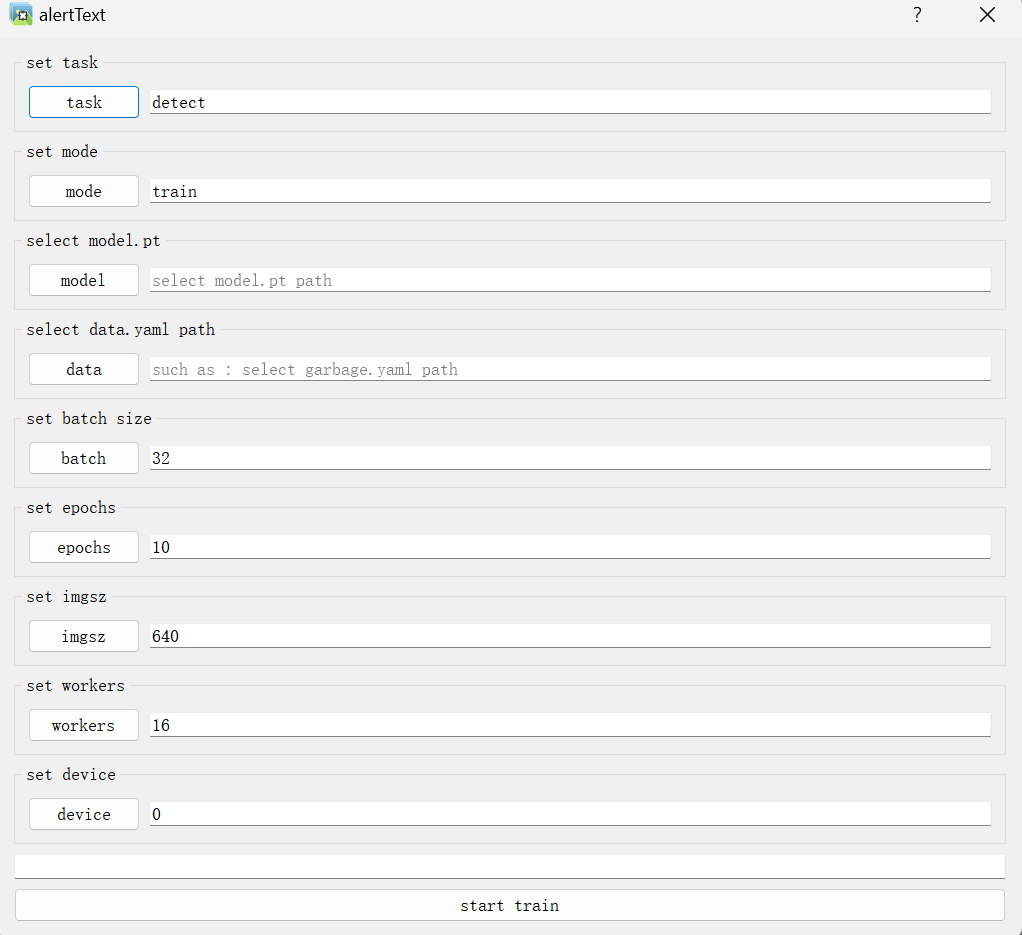 alertText
?
set task
task detect
set mode
mode train
select model.pt
model select model.pt path
select data.yaml path
data such as : select garbage.yaml path
set batch size
batch 32
set epochs
epochs 10
set imgsz
imgsz 640
set workers
workers 16
set device
device 0
start train